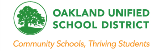 OAKLAND UNIFIED
SCHOOL DISTRICT
Community Schools, Thriving Students